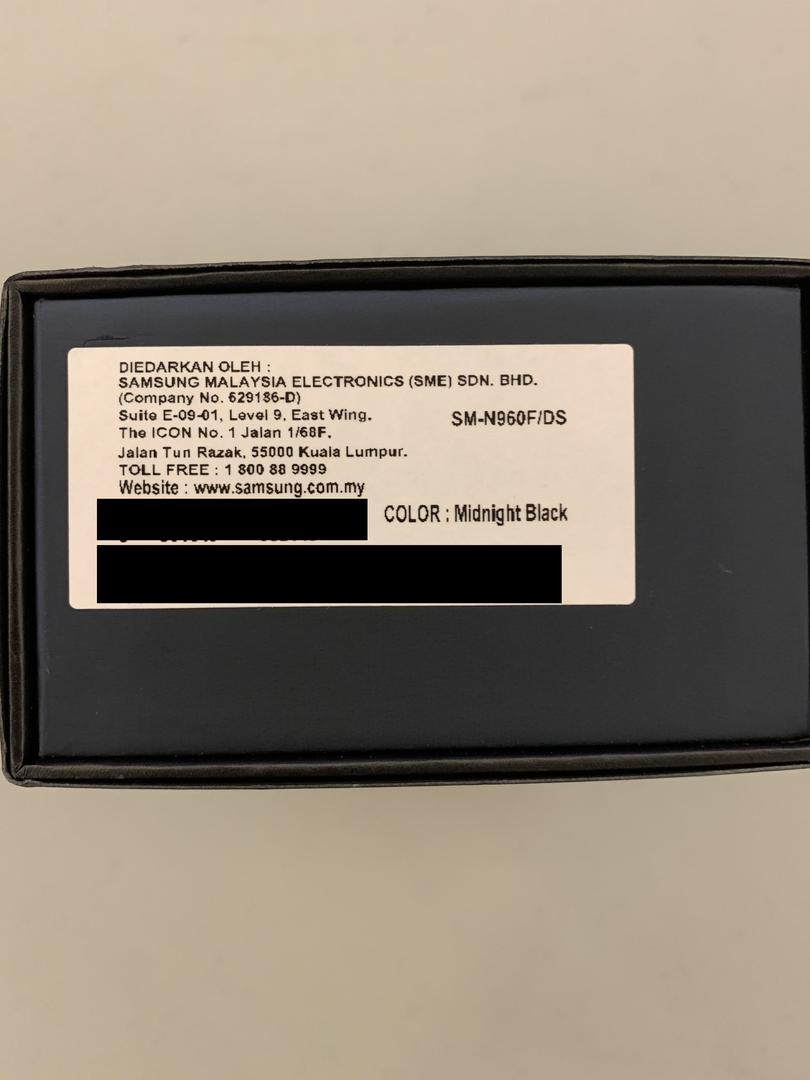 DIEDARKAN OLEH :
SAMSUNG MALAYSIA ELECTRONICS (SME) SDN. BHD.
(Company No. 629186-D)
Suite E-09-01, Level 9, East Wing.
SM-N960F/DS
The ICON No. 1 Jalan 1/68F,
Jalan Tun Razak, 55000 Kuala Lumpur.
TOLL FREE : 1 800 88 9999
Website : www.samsung.com.my
COLOR : Midnight Black